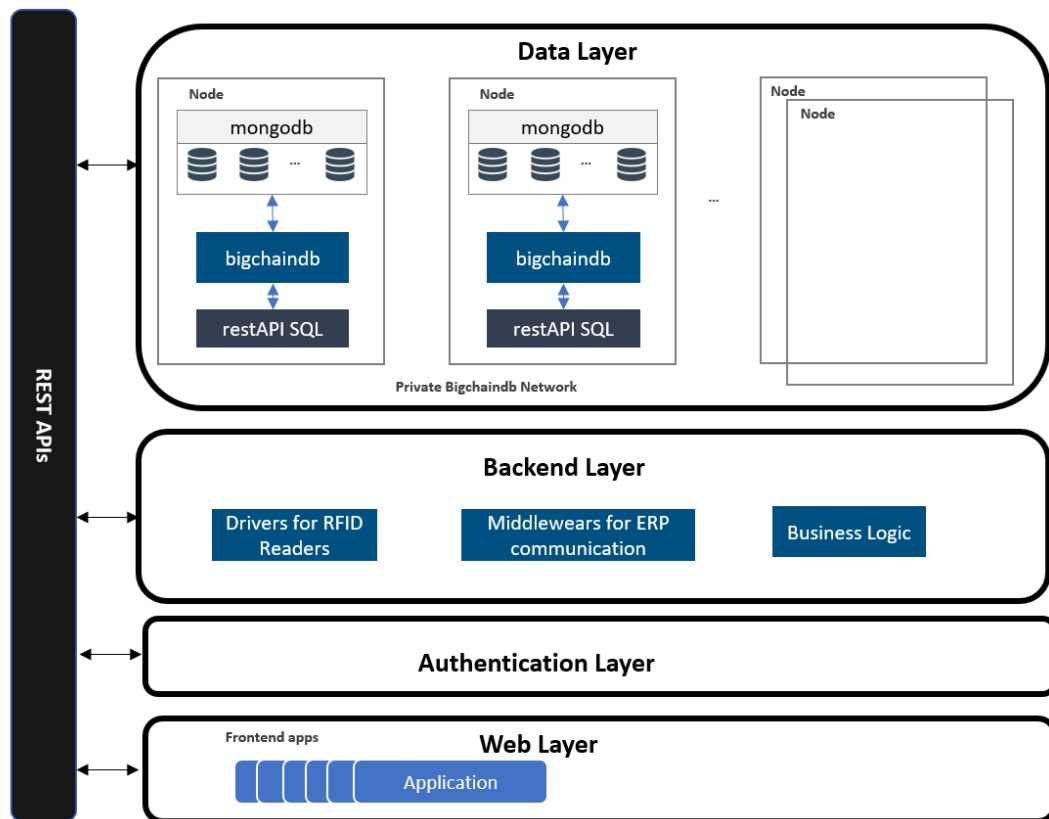 REST APIs
Data Layer
Node
mongodb
...
bigchaindb
restAPI SQL
Node
mongodb
...
bigchaindb
restAPI SQL
...
Node
Node
Private Bigchaindb Network
Backend Layer
Drivers for RFID
Readers
Middlewears for ERP
communication
Business Logic
Authentication Layer
Web Layer
Frontend apps
Application